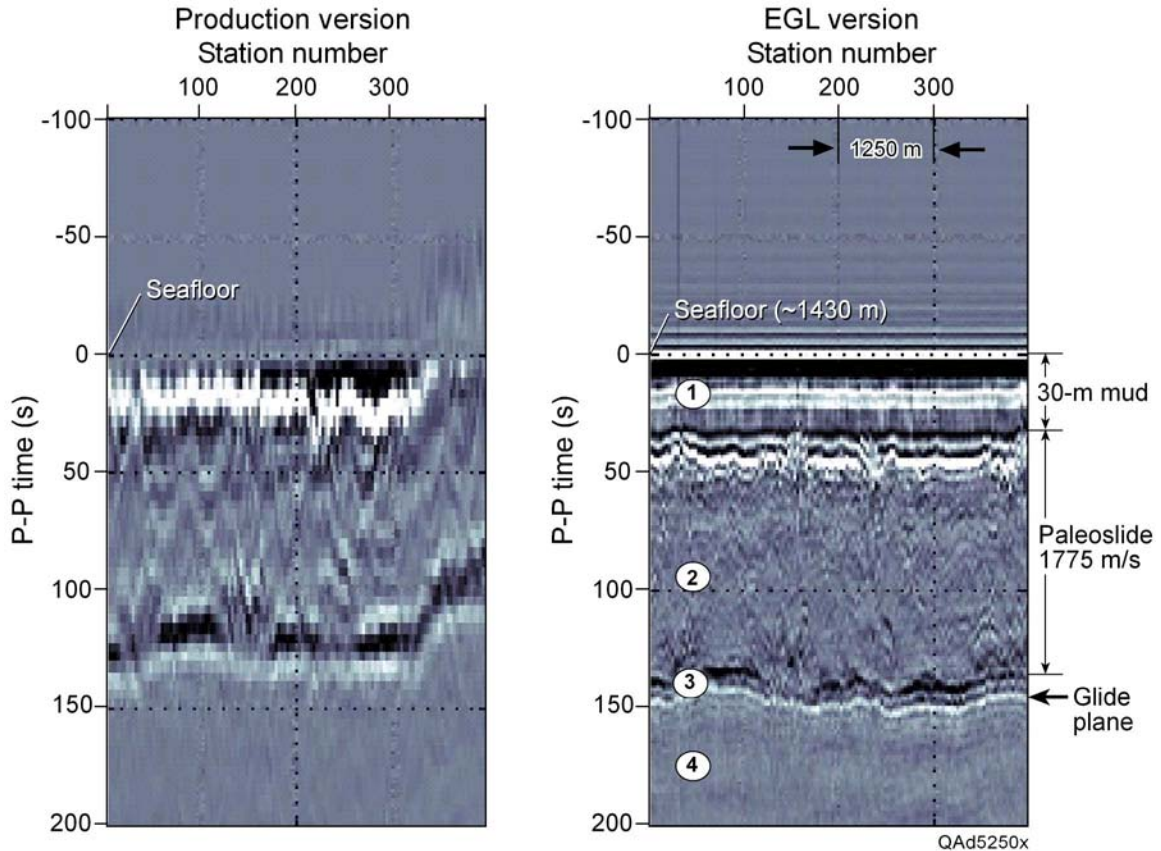 Production version
Station number
100 200 300
-100
-50
Seafloor
0
50
100
150
200
P-P time (s)
EGL version
Station number
100 200 300
-100
1250 m
-50
Seafloor (~1430 m)
0
50
100
150
200
P-P time (s)
1
2
3
4
30-m mud
Paleoslide
1775 m/s
Glide
plane
QAd5250x